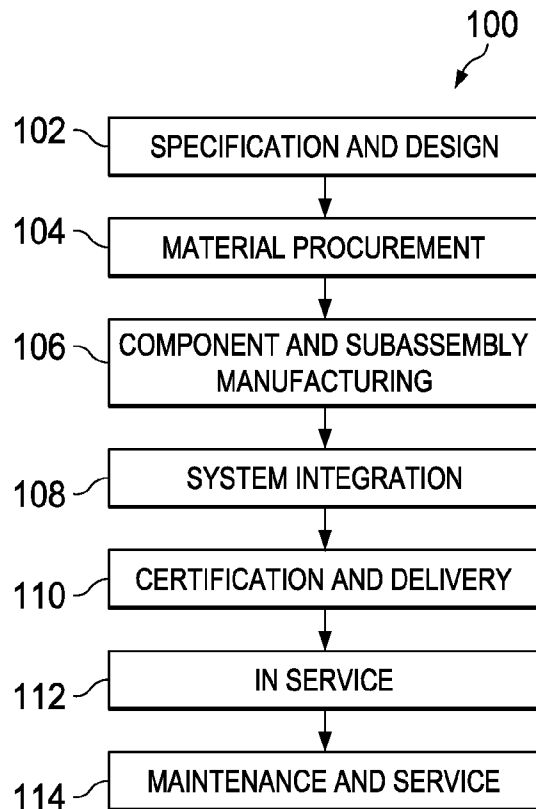 100
102
SPECIFICATION AND DESIGN
104
MATERIAL PROCUREMENT
106
COMPONENT AND SUBASSEMBLY
MANUFACTURING
108
SYSTEM INTEGRATION
110
CERTIFICATION AND DELIVERY
112
IN SERVICE
114
MAINTENANCE AND SERVICE